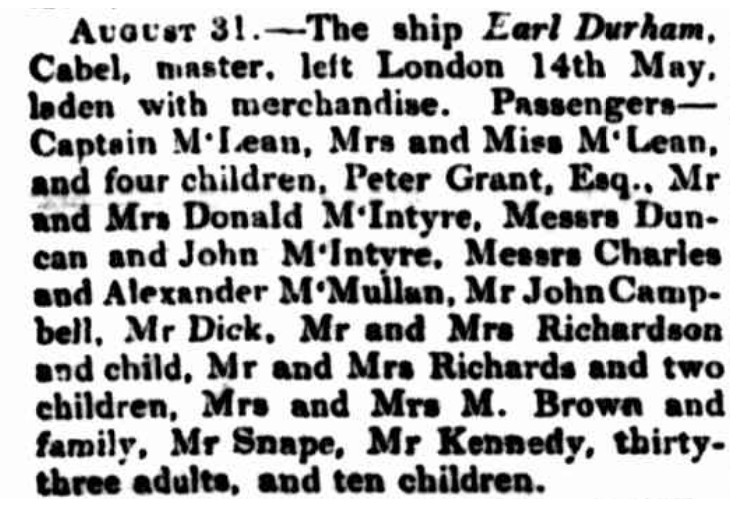 AUGUST 31.—The ship Earl Durham,
Cabel, master, left London 14th May,
laden with merchandise. Passengers—
Captain M‘Lean, Mrs and Miss M‘Lean,
and four children, Peter Grant, Esq., Mr
and Mrs Donald M‘Intyre, Messrs Dun-
can and John M‘Intyre, Messrs Charles
and Alexander M‘Mullan, Mr John Camp-
bell, Mr Dick, Mr and Mrs Richardson
and child, Mr and Mrs Richards and two
children, Mrs and Mrs M. Brown and
family, Mr Snape, Mr Kennedy, thirty-
three adults, and ten children.